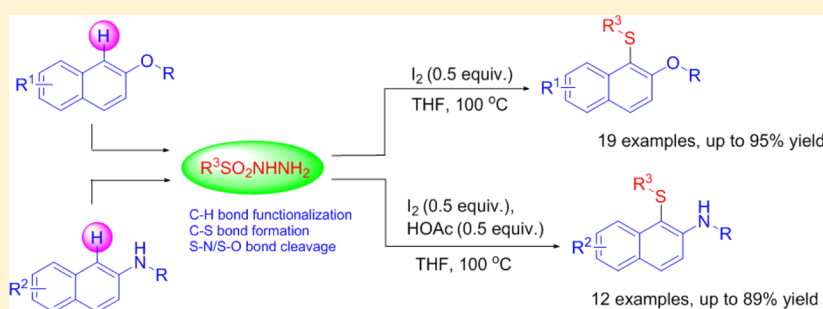 H
O
R
R¹
R³
S
O
R
R¹
I₂ (0.5 equiv.)
THF, 100 °C
19 examples, up to 95% yield
R³SO₂NHNH₂
C-H bond functionalization
C-S bond formation
S-N/S-O bond cleavage
H
H
N
R
R²
I₂ (0.5 equiv.),
HOAc (0.5 equiv.)
THF, 100 °C
R³
S
H
N
R
R²
12 examples, up to 89% yield